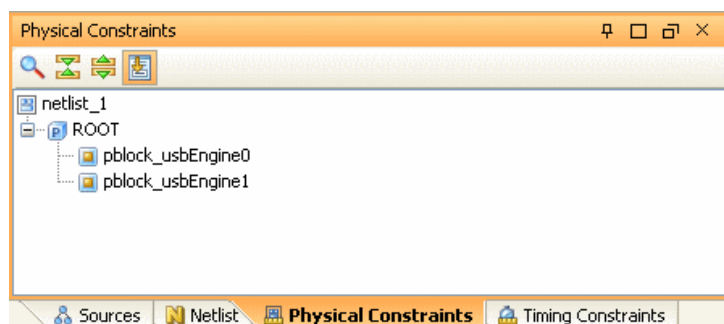 Physical Constraints
netlist_1
ROOT
pblock_usbEngine0
pblock_usbEngine1
Sources Netlist Physical Constraints Timing Constraints